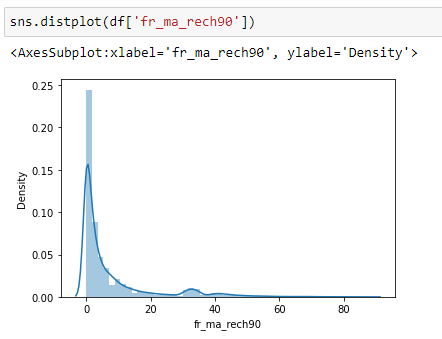 sns.distplot(df['fr_ma_rech90'])
<AxesSubplot:xlabel='fr_ma_rech90', ylabel='Density'>
0.25
0.20
0.15
0.10
0.05
0.00
Density
0 20 40 60 80
fr_ma_rech90